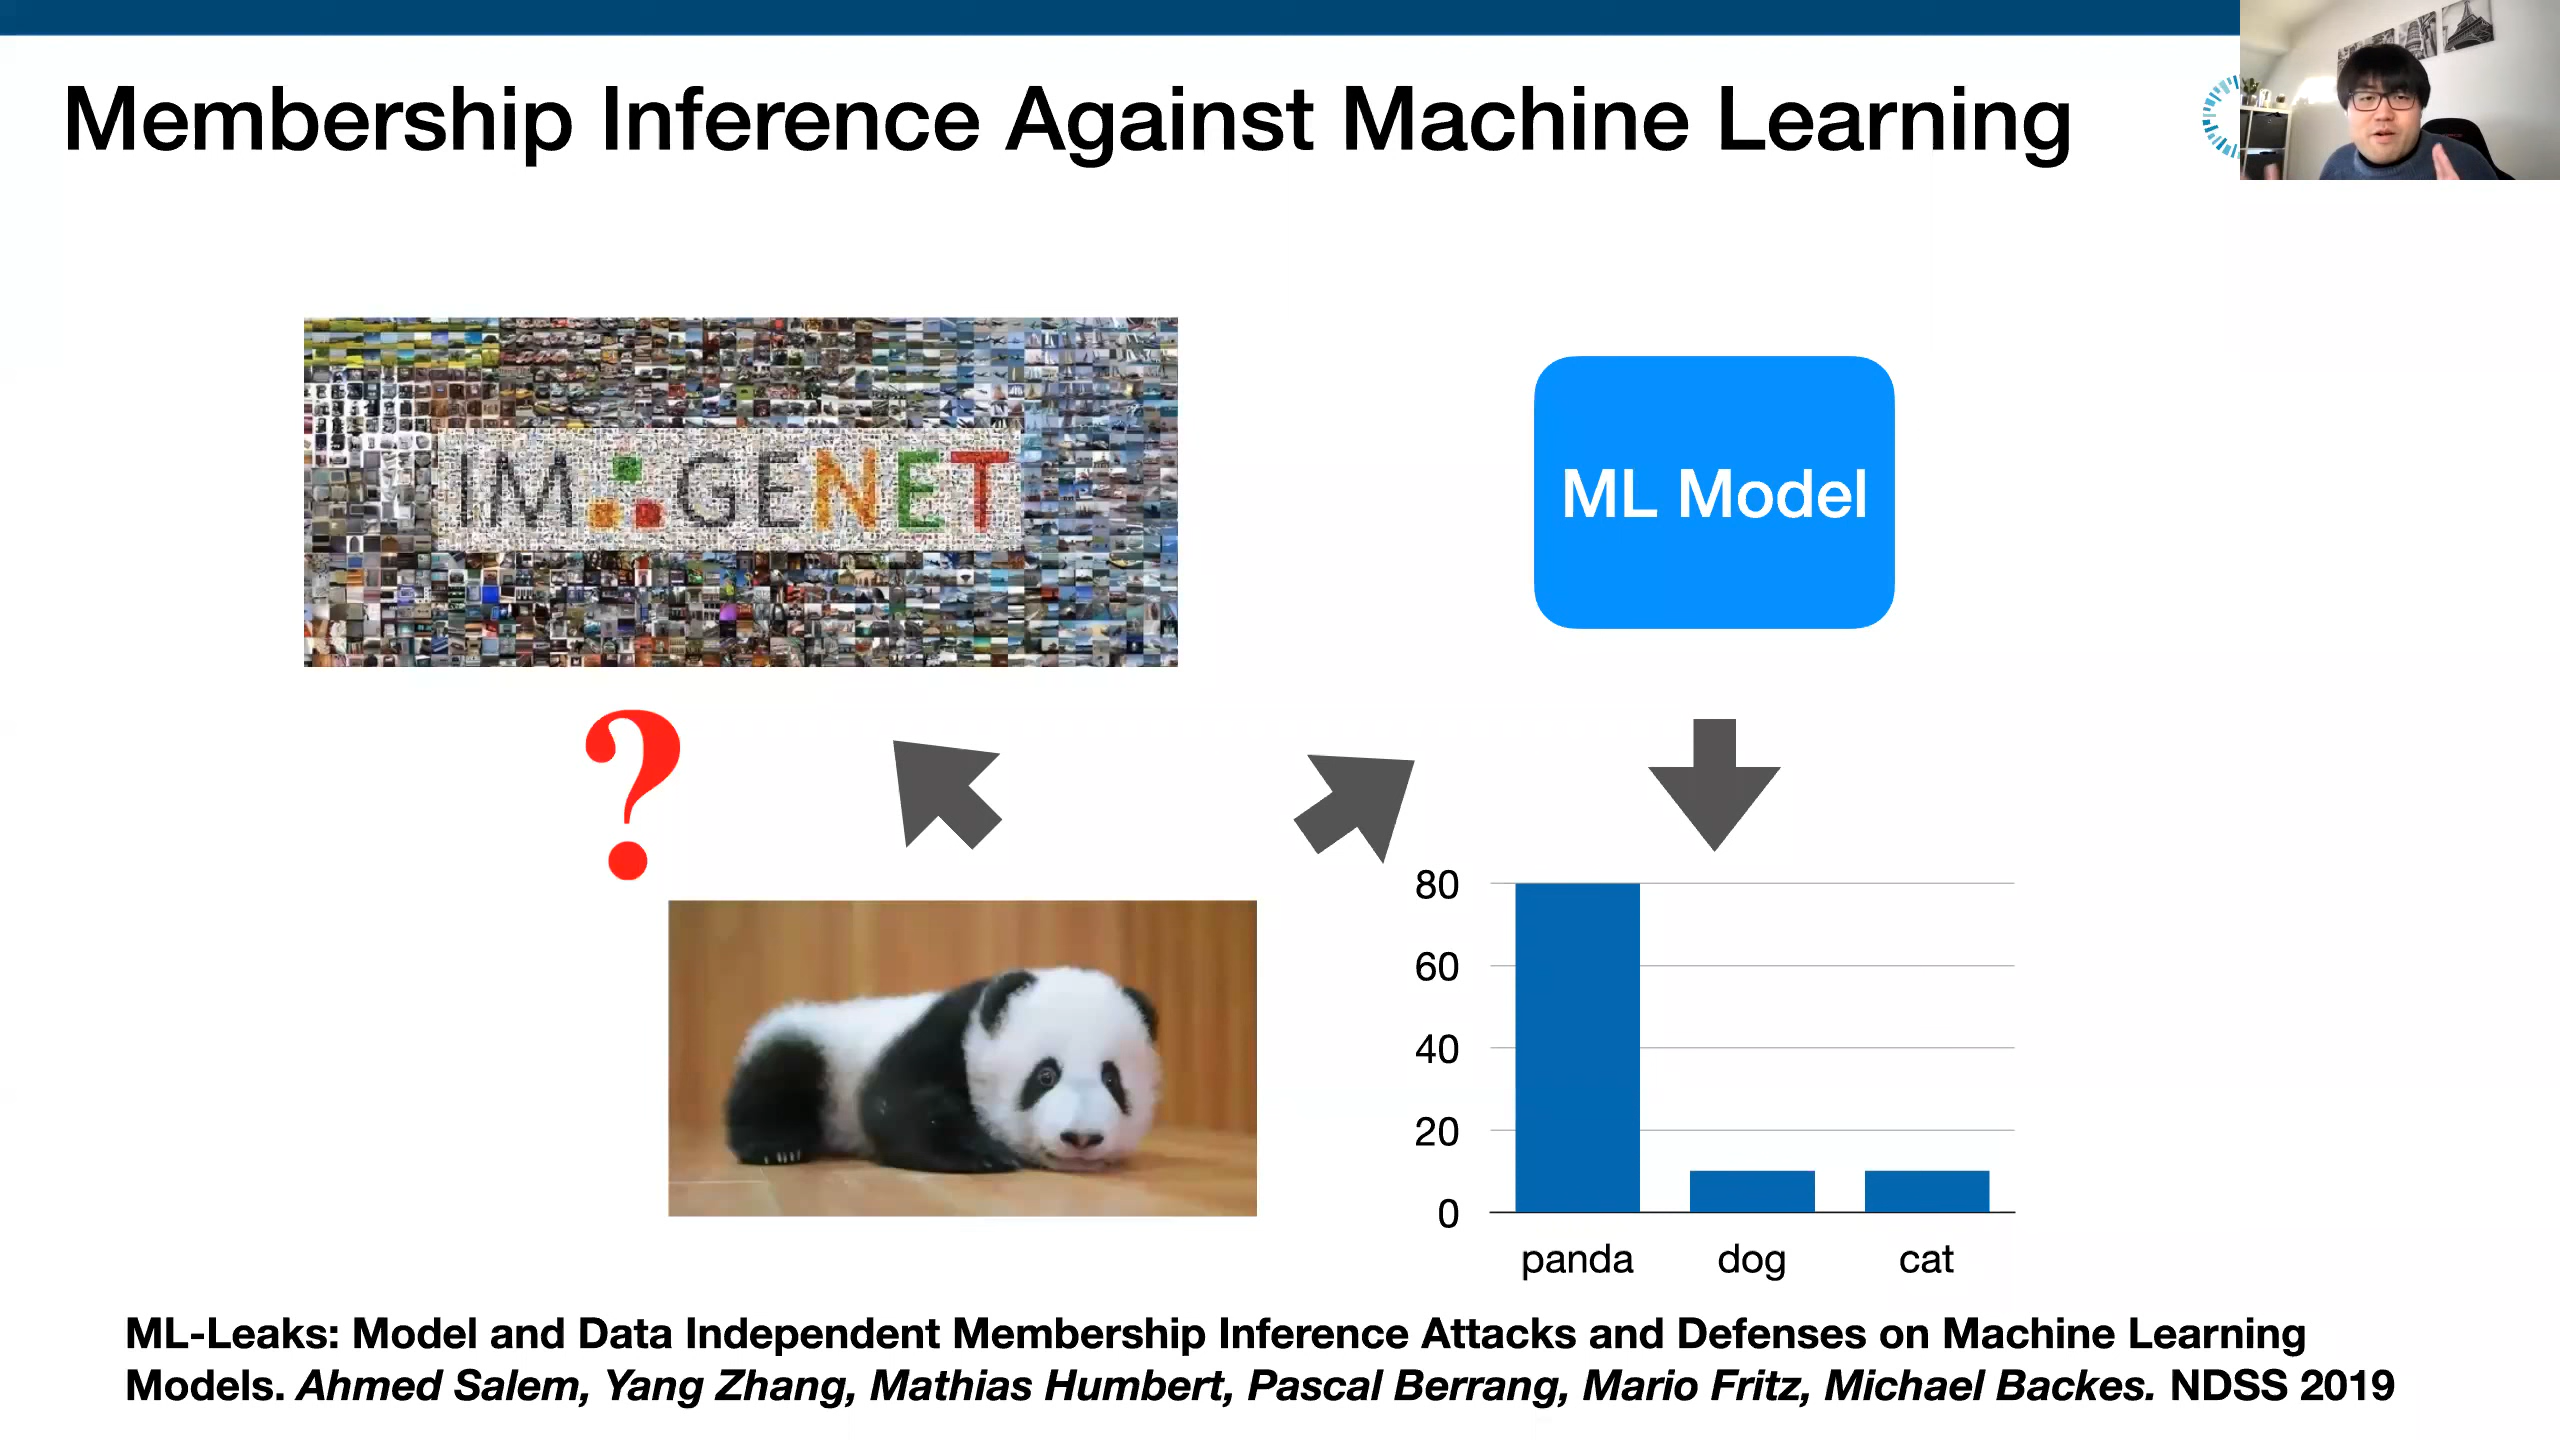 Membership Inference Against Machine Learning
IMAGENET
ML Model
?
80
60
40
20
0
panda dog cat
ML-Leaks: Model and Data Independent Membership Inference Attacks and Defenses on Machine Learning
Models. Ahmed Salem, Yang Zhang, Mathias Humbert, Pascal Berrang, Mario Fritz, Michael Backes. NDSS 2019